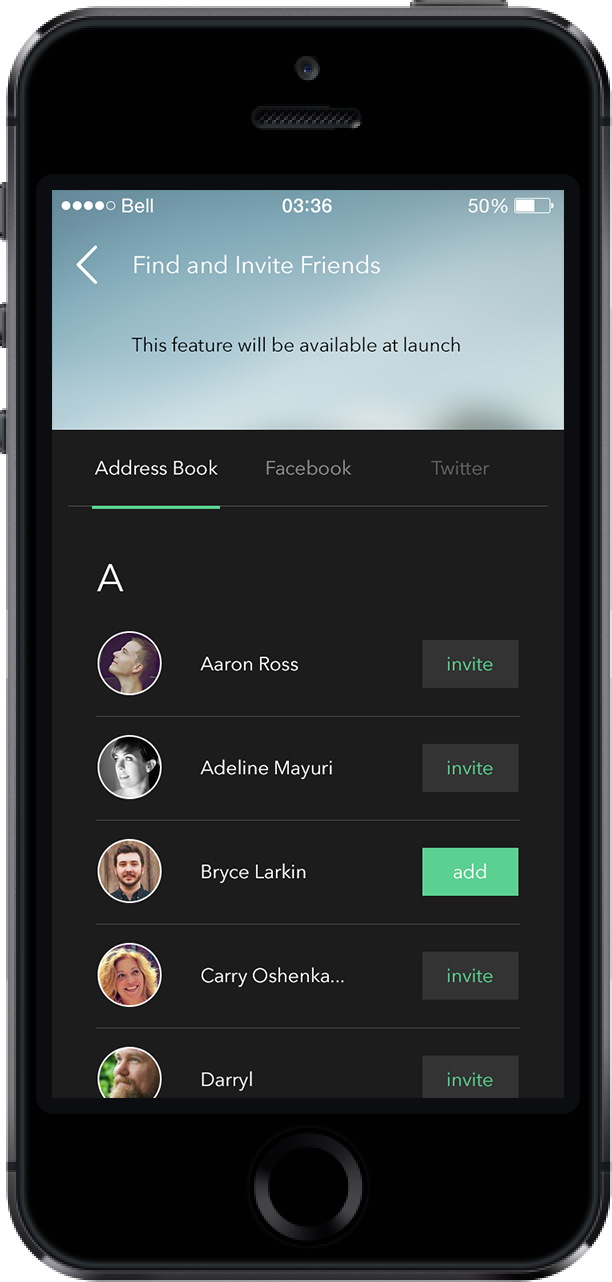 Bell 03:36 50%
Find and Invite Friends
This feature will be available at launch
Address Book Facebook Twitter
A
Aaron Ross invite
Adeline Mayuri invite
Bryce Larkin add
Carry Oshenka... invite
Darryl invite